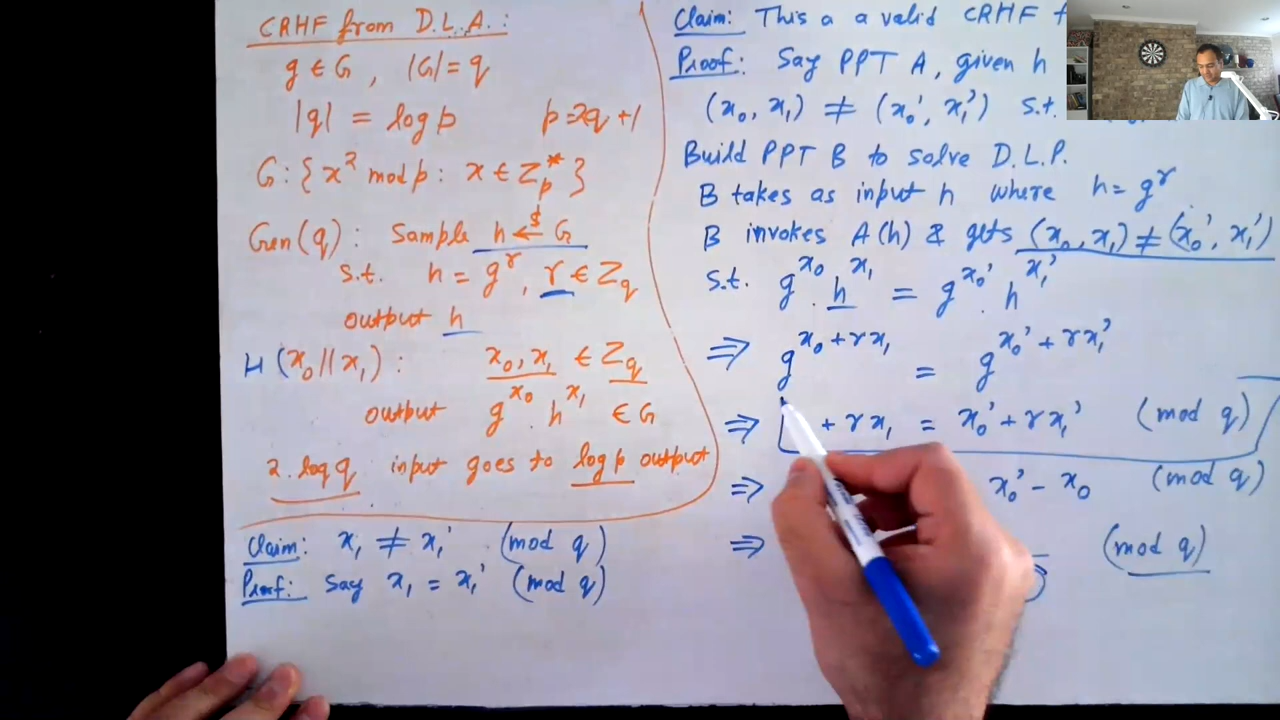 CRHF from D.L.A.:
g ∈ G, |G| = q
|q| = log p    p = 2q + 1
G: { x² mod p : x ∈ Z_p^* }
Gen(q): Sample h ←$ G
s.t. h = g^r, r ∈ Z_q
output h
H(x₀ || x₁): x₀, x₁ ∈ Z_q
output g^{x₀} · h^{x₁} ∈ G
2·log q input goes to log p output
Claim: x₁ ≠ x₁' (mod q)
Proof: Say x₁ = x₁' (mod q)
Claim: This a a valid CRHF
Proof: Say PPT A, given h
(x₀, x₁) ≠ (x₀', x₁') s.t.
Build PPT B to solve D.L.P.
B takes as input h where h = g^r
B invokes A(h) & gets (x₀, x₁) ≠ (x₀', x₁')
s.t. g^{x₀} · h^{x₁} = g^{x₀'} · h^{x₁'}
⇒ g^{x₀ + r x₁} = g^{x₀' + r x₁'}
⇒ + r x₁ = x₀' + r x₁' (mod q)
⇒ x₀' - x₀ (mod q)
⇒ (mod q)